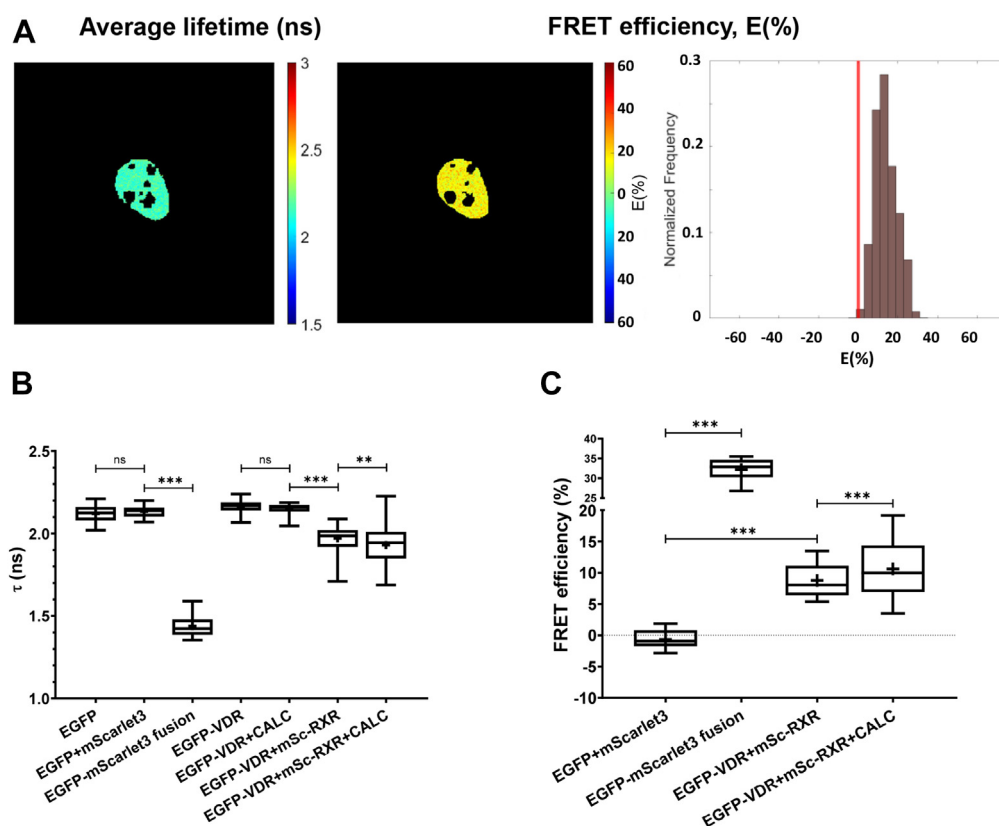 A
Average lifetime (ns)
FRET efficiency, E(%)
3
2.5
2
1.5
60
40
20
0
20
40
60
E(%)
Normalized Frequency
0.3
0.2
0.1
0
-60
-40
-20
0
20
40
60
E(%)
B
τ (ns)
2.5
2.0
1.5
1.0
ns
***
ns
***
**
EGFP
EGFP+mScarlet3
EGFP-mScarlet3 fusion
EGFP-VDR
EGFP-VDR+CALC
EGFP-VDR+mSc-RXR
EGFP-VDR+mSc-RXR+CALC
C
FRET efficiency (%)
40
35
30
25
20
15
10
5
0
-5
-10
***
***
***
EGFP+mScarlet3
EGFP-mScarlet3 fusion
EGFP-VDR+mSc-RXR
EGFP-VDR+mSc-RXR+CALC